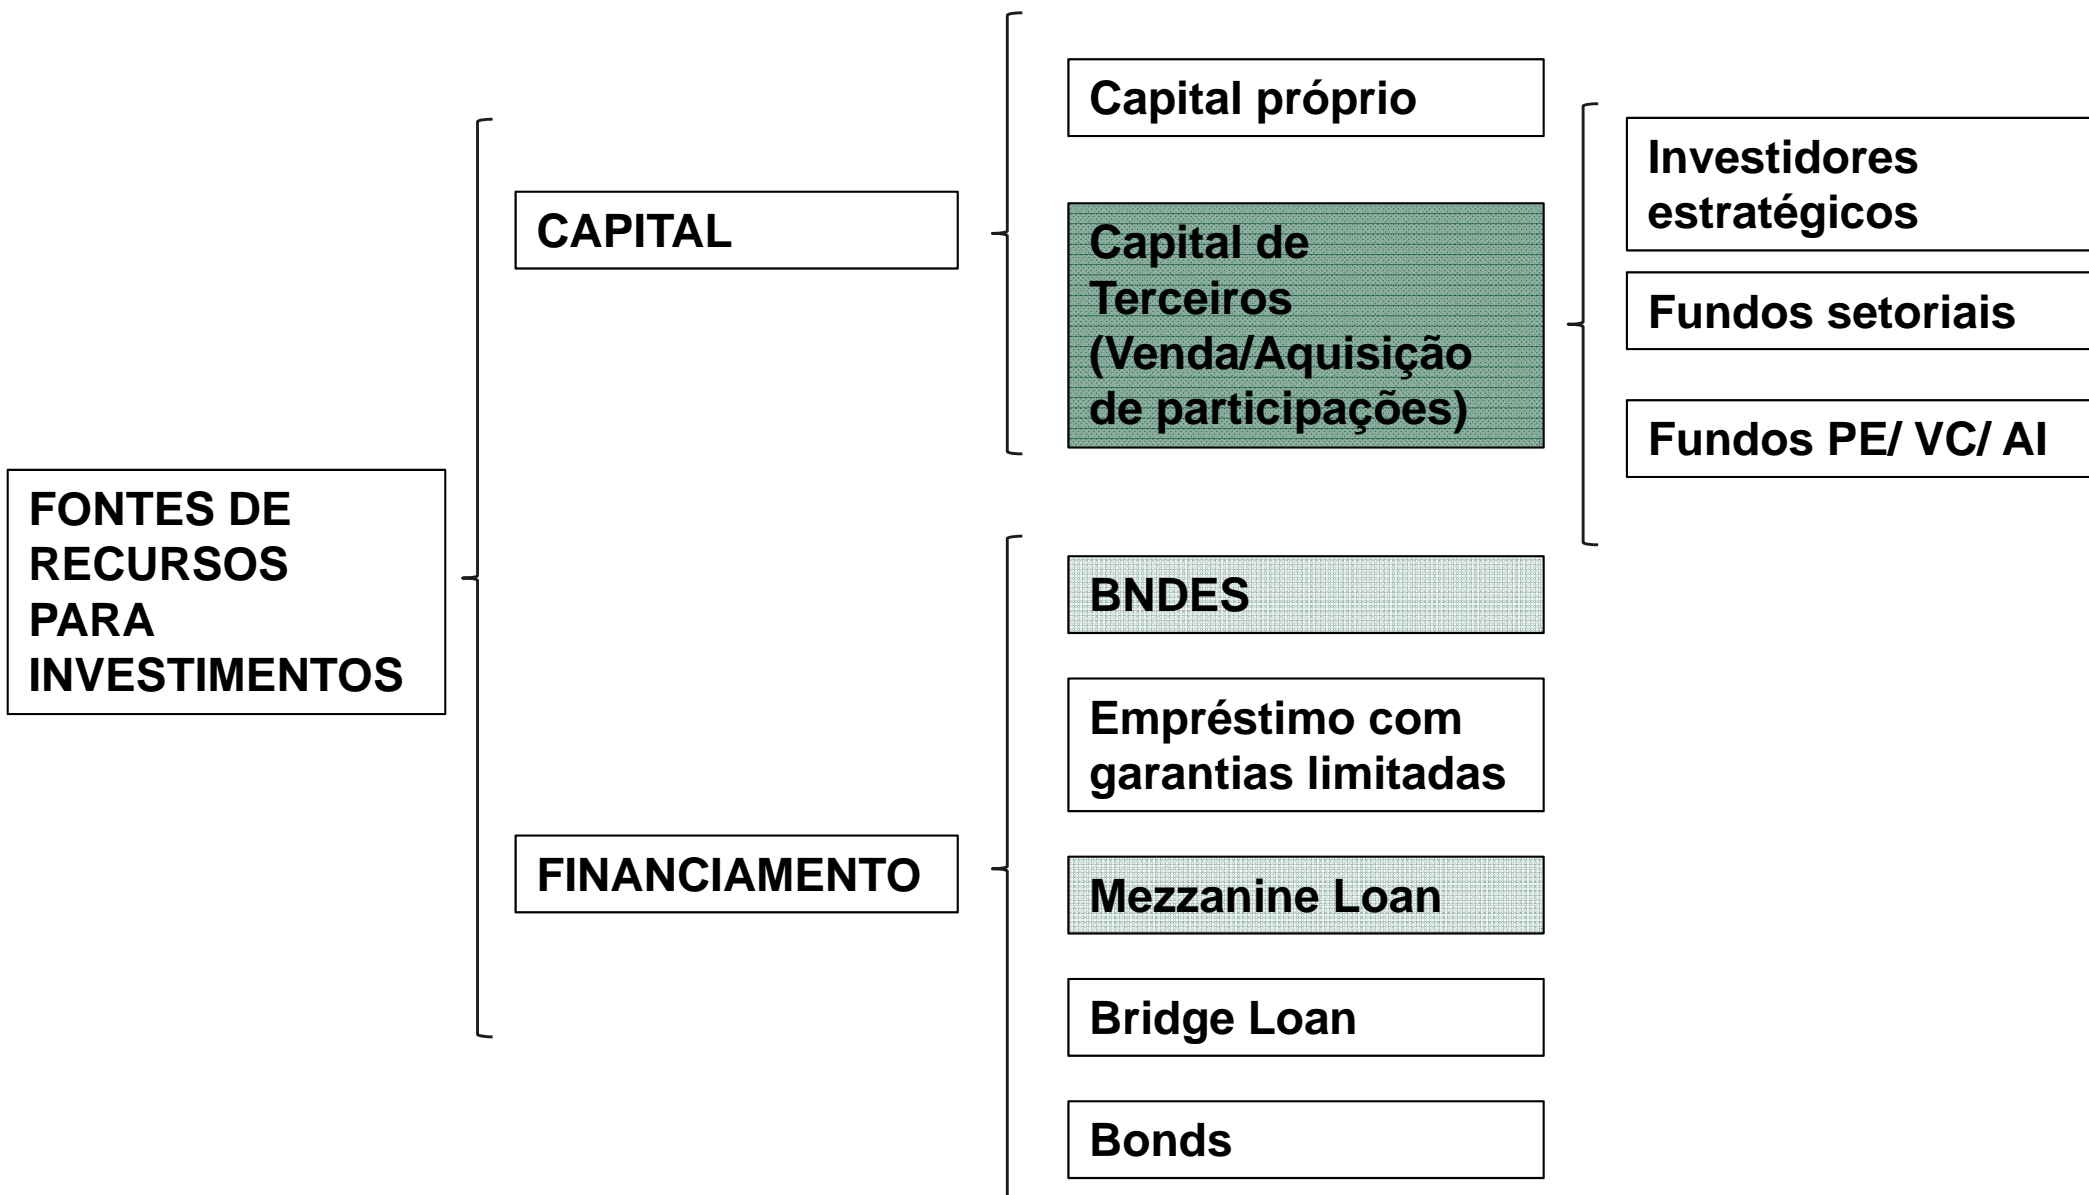 FONTES DE
RECURSOS
PARA
INVESTIMENTOS
CAPITAL
Capital próprio
Capital de
Terceiros
(Venda/Aquisição
de participações)
Investidores
estratégicos
Fundos setoriais
Fundos PE/ VC/ AI
FINANCIAMENTO
BNDES
Empréstimo com
garantias limitadas
Mezzanine Loan
Bridge Loan
Bonds